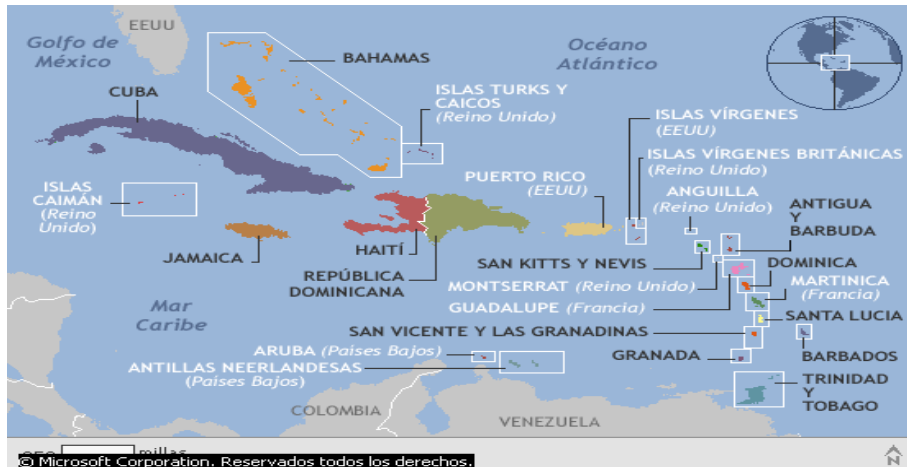 EEUU
Golfo de
México
BAHAMAS
Océano
Atlántico
CUBA
ISLAS TURKS Y
CAICOS
(Reino Unido)
ISLAS VÍRGENES
(EEUU)
ISLAS VÍRGENES BRITÁNICAS
(Reino Unido)
PUERTO RICO
(EEUU)
ANGUILLA
(Reino Unido)
ISLAS
CAIMÁN
(Reino
Unido)
ANTIGUA
Y
BARBUDA
JAMAICA
HAITÍ
REPÚBLICA
DOMINICANA
SAN KITTS Y NEVIS
DOMINICA
MONTSERRAT (Reino Unido)
MARTINICA
(Francia)
GUADALUPE (Francia)
Mar
Caribe
SANTA LUCIA
SAN VICENTE Y LAS GRANADINAS
ARUBA (Países Bajos)
GRANADA
BARBADOS
ANTILLAS NEERLANDESAS
(Países Bajos)
TRINIDAD
Y
TOBAGO
COLOMBIA
VENEZUELA
millas
N
© Microsoft Corporation. Reservados todos los derechos.